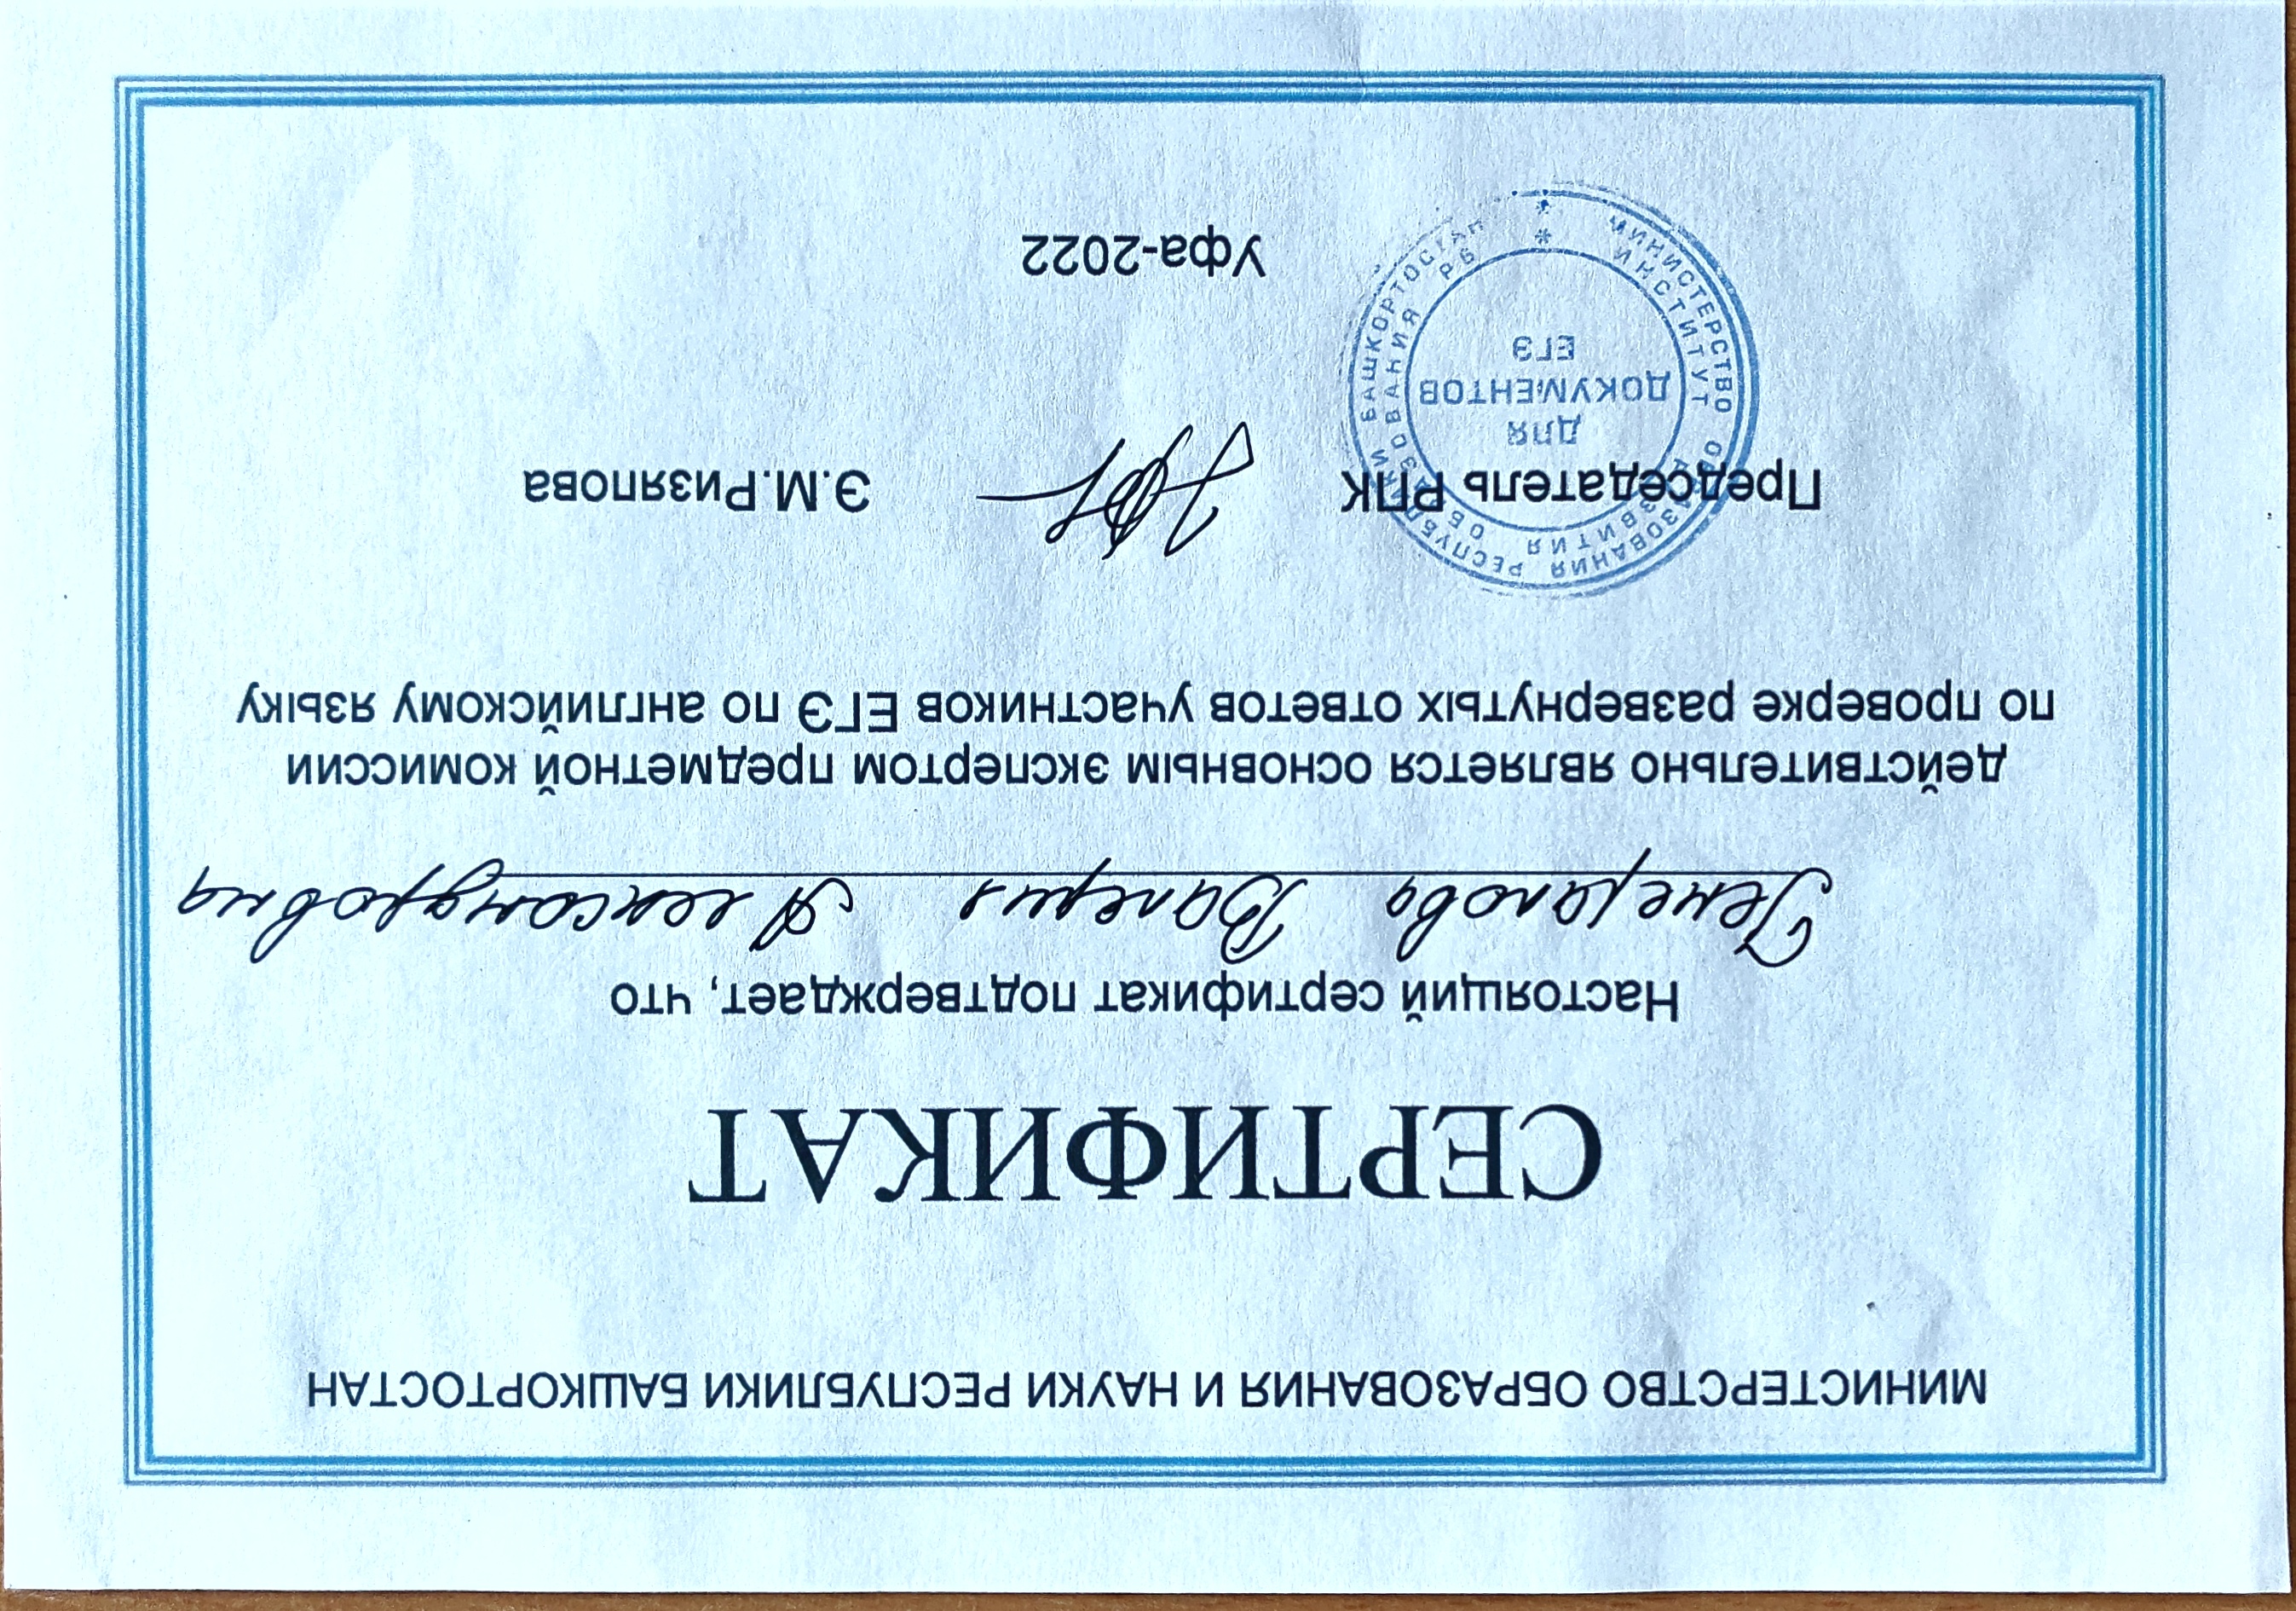 МИНИСТЕРСТВО ОБРАЗОВАНИЯ И НАУКИ РЕСПУБЛИКИ БАШКОРТОСТАН
СЕРТИФИКАТ
Настоящий сертификат подтверждает, что
Генералова Валерия Александровна
действительно является основным экспертом предметной комиссии
по проверке развернутых ответов участников ЕГЭ по английскому языку
Председатель РПК Э.М.Ризяпова
МИНИСТЕРСТВО ОБРАЗОВАНИЯ РЕСПУБЛИКИ БАШКОРТОСТАН
ИНСТИТУТ РАЗВИТИЯ ОБРАЗОВАНИЯ РБ
ДЛЯ
ДОКУМЕНТОВ
ЕГЭ
Уфа-2022